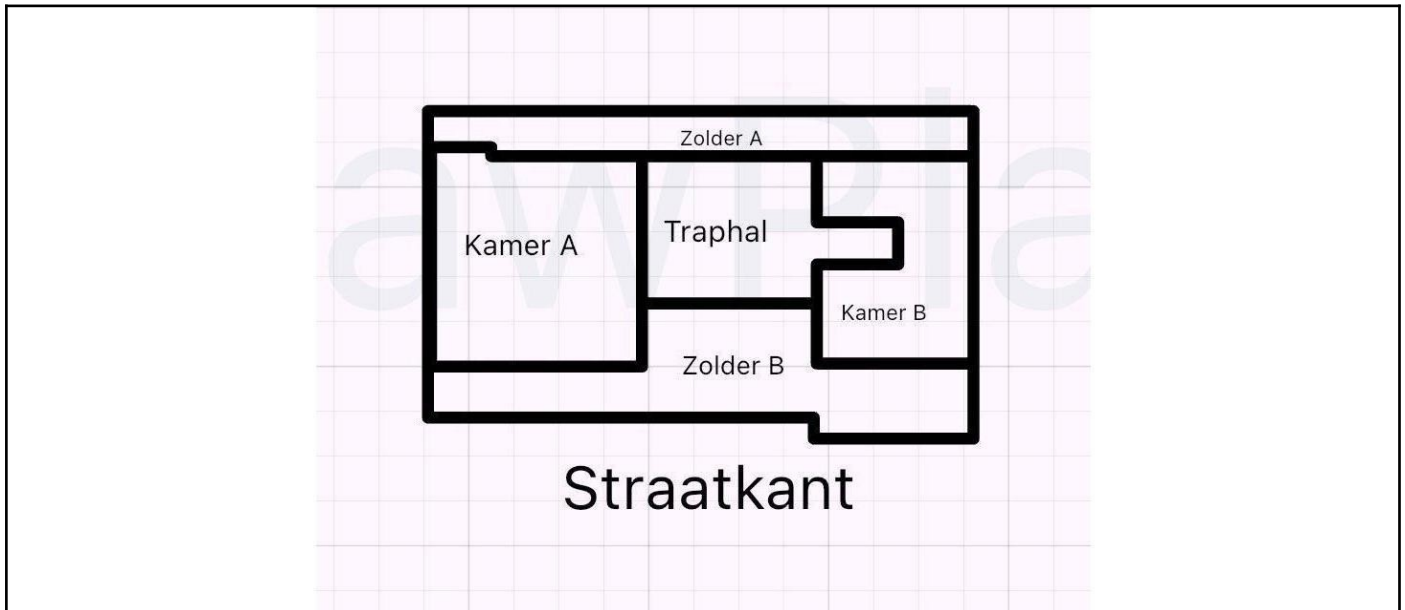 Zolder A
Traphal
Kamer A
Kamer B
Zolder B
Straatkant